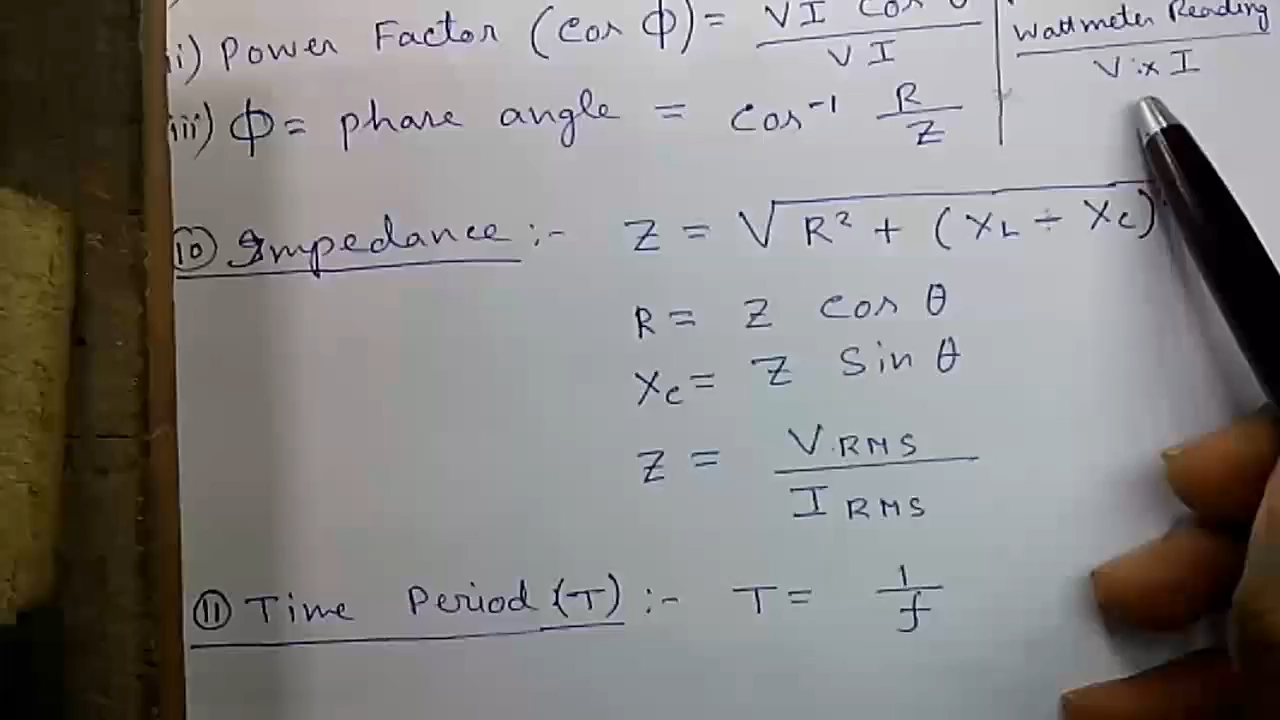 ii) Power Factor (Cos ϕ) = VI Cos / VI | Wattmeter Reading / V x I
iii) ϕ = phase angle = Cos⁻¹ R/Z
⑩ Impedance :- Z = √R² + (XL ÷ XC)
R = Z Cos θ
XC = Z Sin θ
Z = V.RMS / I RMS
⑪ Time Period (T) :- T = 1/f